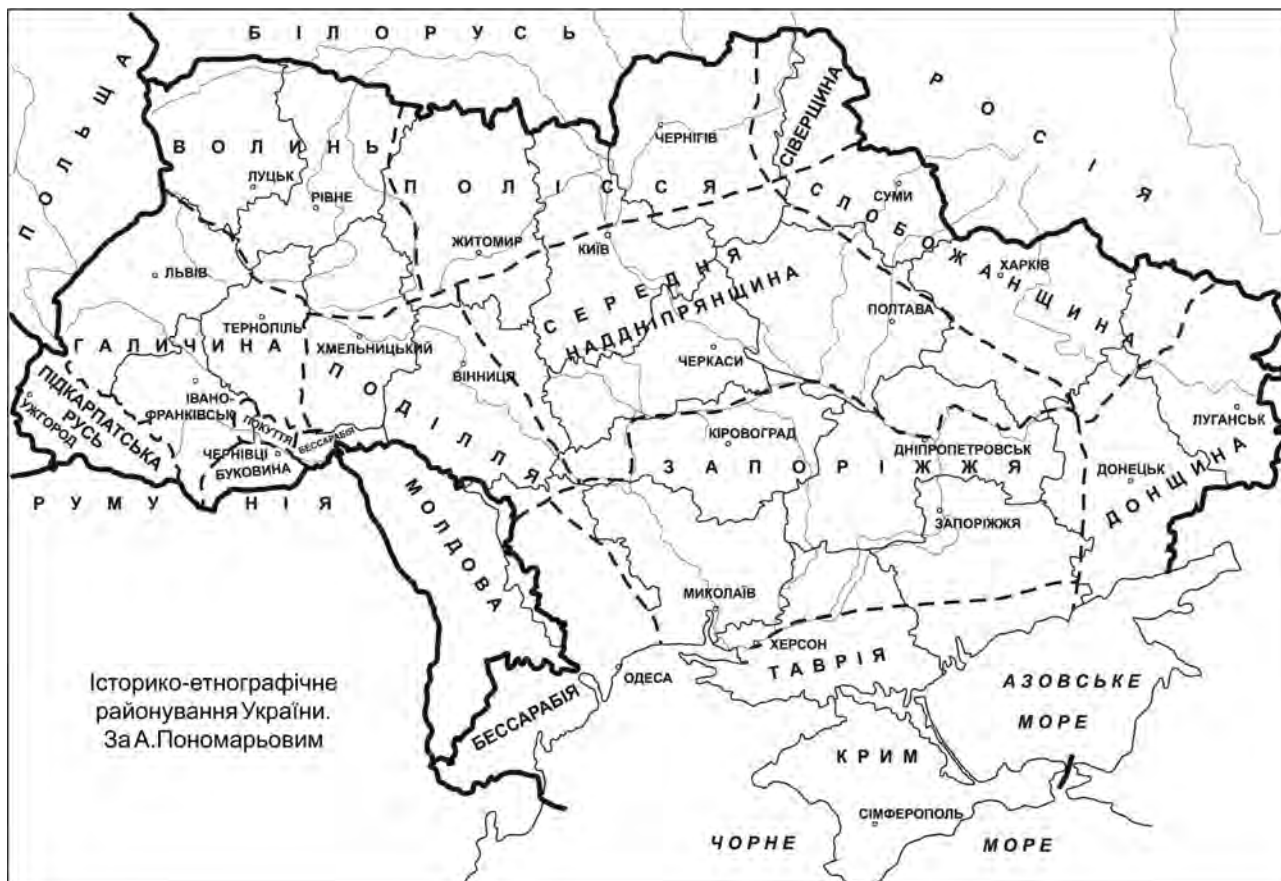 БІЛОРУСЬ
ПОЛЬЩА
РОСІЯ
СІВЕРЩИНА
ЧЕРНІГІВ
ВОЛИНЬ
ЛУЦЬК
РІВНЕ
ПОЛІССЯ
СУМИ
СЛОБОЖАНЩИНА
ЖИТОМИР
КИЇВ
ХАРКІВ
ЛЬВІВ
СЕРЕДНЯ
НАДДНІПРЯНЩИНА
ПОЛТАВА
ТЕРНОПІЛЬ
ГАЛИЧИНА
ХМЕЛЬНИЦЬКИЙ
ЧЕРКАСИ
ВІННИЦЯ
ПОДІЛЛЯ
ПІДКАРПАТСЬКА
РУСЬ
УЖГОРОД
ІВАНО-
ФРАНКІВСЬК
ПОКУТТЯ
БЕССАРАБІЯ
ЧЕРНІВЦІ
БУКОВИНА
ЛУГАНСЬК
КІРОВОГРАД
ДНІПРОПЕТРОВСЬК
ЗАПОРІЖЖЯ
ДОНЕЦЬК
ДОНЩИНА
РУМУНІЯ
МОЛДОВА
ЗАПОРІЖЖЯ
МИКОЛАЇВ
ХЕРСОН
ТАВРІЯ
ОДЕСА
БЕССАРАБІЯ
АЗОВСЬКЕ
МОРЕ
КРИМ
СІМФЕРОПОЛЬ
ЧОРНЕ
МОРЕ
Історико-етнографічне
районування України.
За А.Пономарьовим